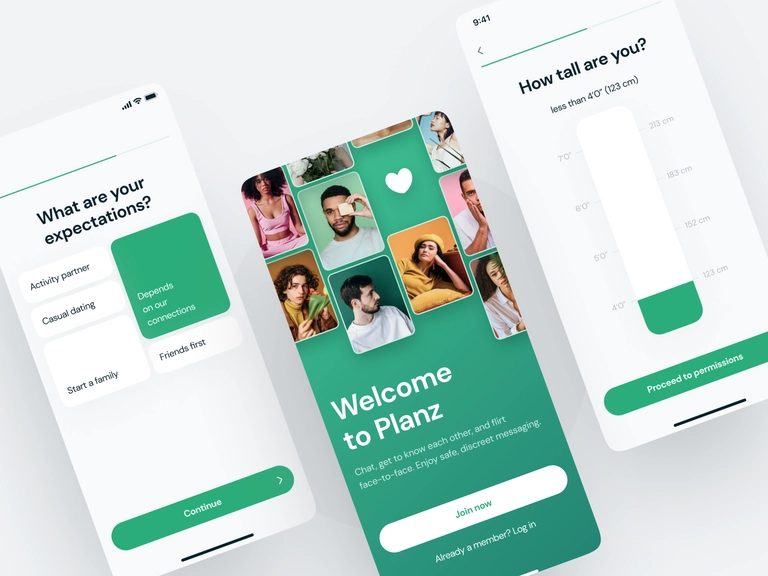 What are your
expectations?
Activity partner
Casual dating
Start a family
Depends
on our
connections
Friends first
Continue
Welcome
to Planz
Chat, get to know each other, and flirt
face-to-face. Enjoy safe, discreet messaging.
Join now
Already a member? Log in
9:41
How tall are you?
less than 4'0" (123 cm)
7'0"
213 cm
6'0"
183 cm
5'0"
152 cm
4'0"
123 cm
Proceed to permissions